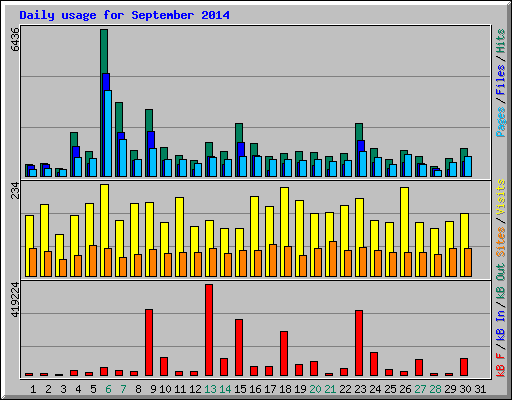 Daily usage for September 2014
6436
Pages / Files / Hits
234
Sites / Visits
419224
kB F / kB In / kB Out
1 2 3 4 5 6 7 8 9 10 11 12 13 14 15 16 17 18 19 20 21 22 23 24 25 26 27 28 29 30 31